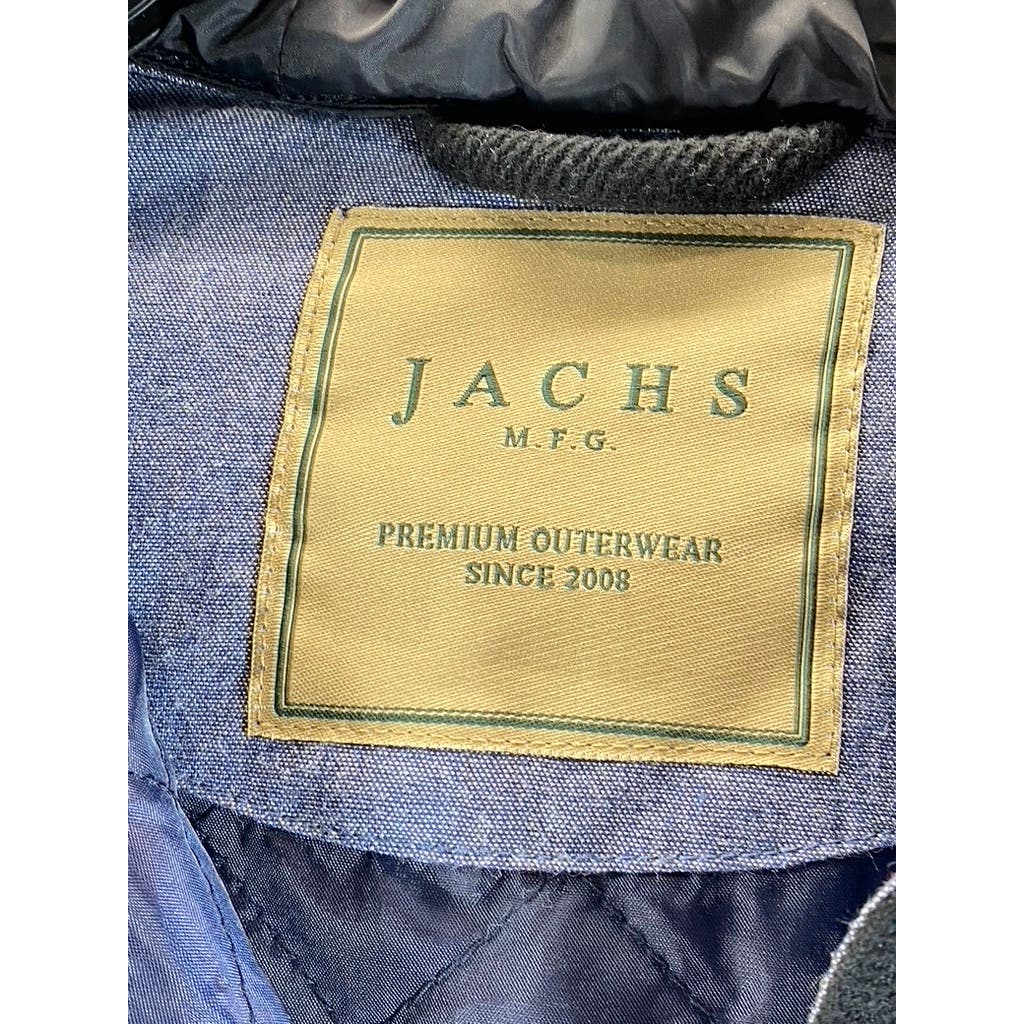 JACHS
M.F.G.
PREMIUM OUTERWEAR
SINCE 2008